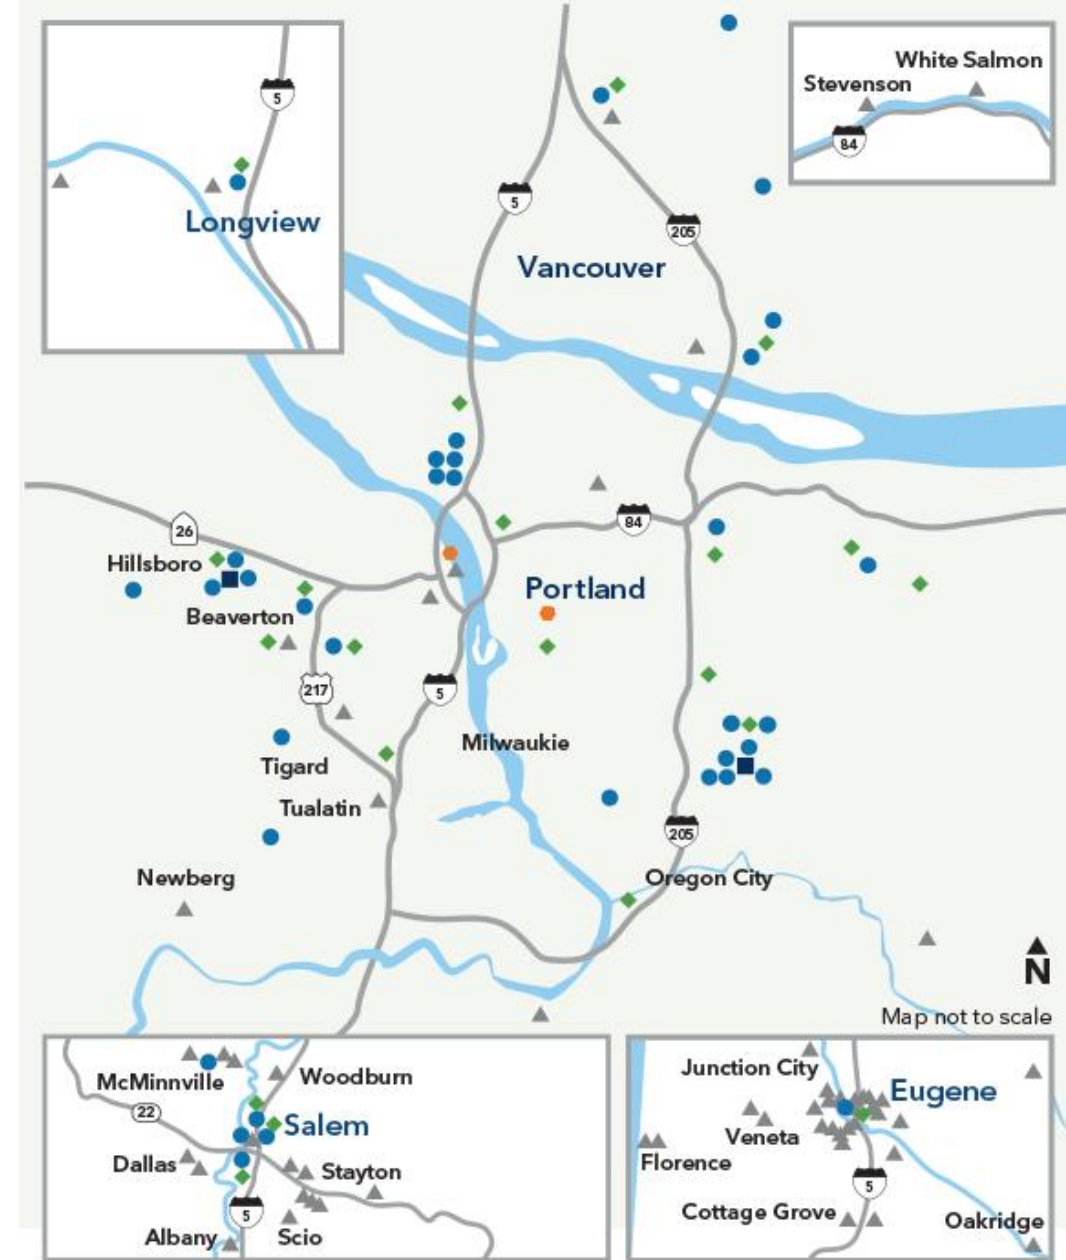 5
Longview
White Salmon
Stevenson
84
5
205
Vancouver
26
84
Hillsboro
Portland
Beaverton
217
5
Milwaukie
Tigard
Tualatin
205
Newberg
Oregon City
N
Map not to scale
McMinnville
Woodburn
22
Salem
Dallas
Stayton
5
Albany
Scio
Junction City
Eugene
Veneta
Florence
5
Cottage Grove
Oakridge